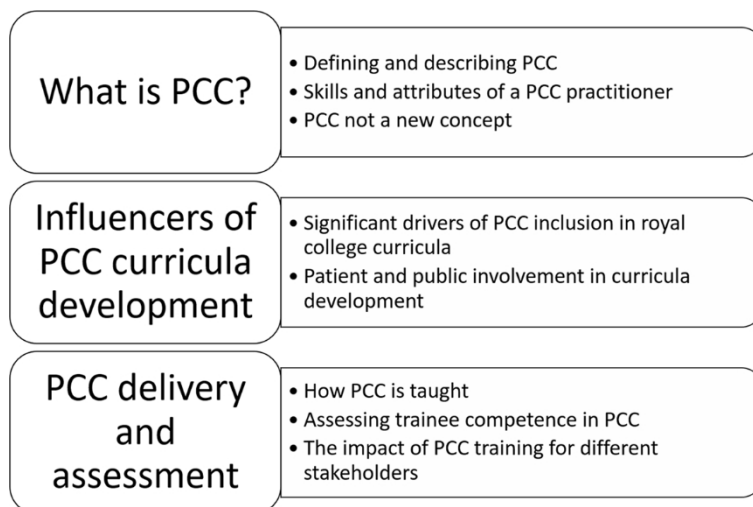 What is PCC?
• Defining and describing PCC
• Skills and attributes of a PCC practitioner
• PCC not a new concept
Influencers of
PCC curricula
development
• Significant drivers of PCC inclusion in royal
college curricula
• Patient and public involvement in curricula
development
PCC delivery
and
assessment
• How PCC is taught
• Assessing trainee competence in PCC
• The impact of PCC training for different
stakeholders